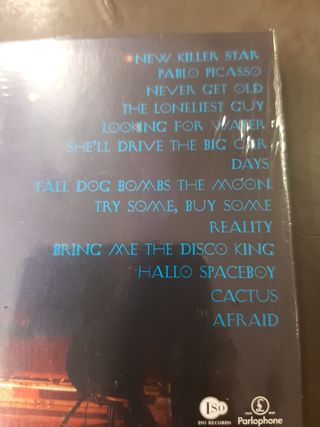 NEW KILLER STAR
PABLO PICASSO
NEVER GET OLD
THE LONELIEST GUY
LOOKING FOR WATER
SHE'LL DRIVE THE BIG CAR
DAYS
FALL DOG BOMBS THE MOON
TRY SOME, BUY SOME
REALITY
BRING ME THE DISCO KING
HALLO SPACEBOY
CACTUS
AFRAID
ISO
ISO RECORDS
£
Parlophone